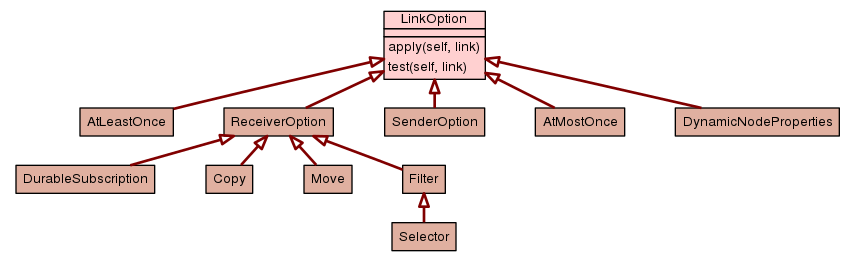 LinkOption
apply(self, link)
test(self, link)
AtLeastOnce
ReceiverOption
SenderOption
AtMostOnce
DynamicNodeProperties
DurableSubscription
Copy
Move
Filter
Selector